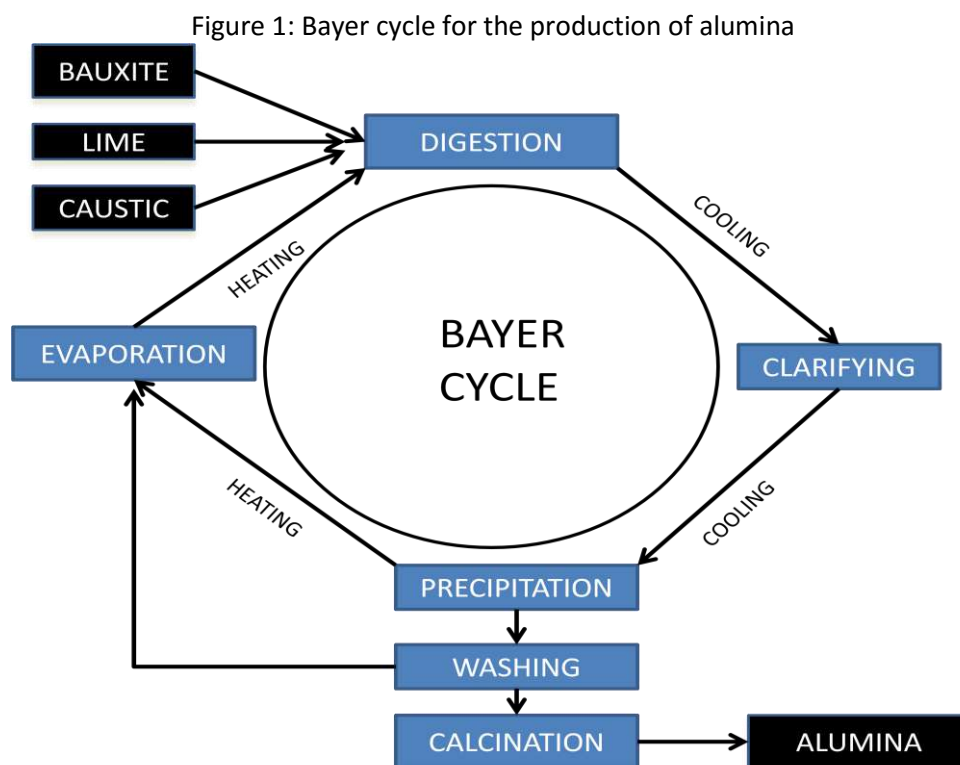 Figure 1: Bayer cycle for the production of alumina
BAUXITE
LIME
CAUSTIC
DIGESTION
COOLING
HEATING
EVAPORATION
BAYER
CYCLE
CLARIFYING
HEATING
COOLING
PRECIPITATION
WASHING
CALCINATION
ALUMINA